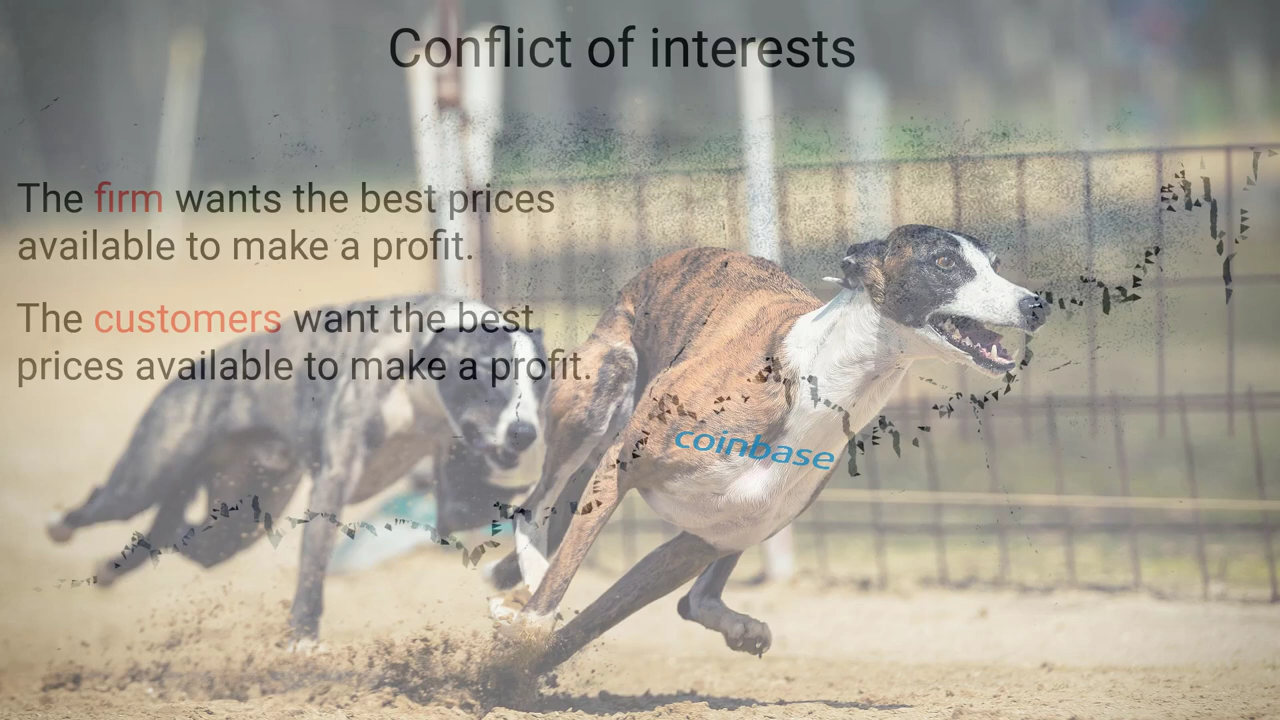 Conflict of interests
The firm wants the best prices
available to make a profit.
The customers want the best
prices available to make a profit.
coinbase